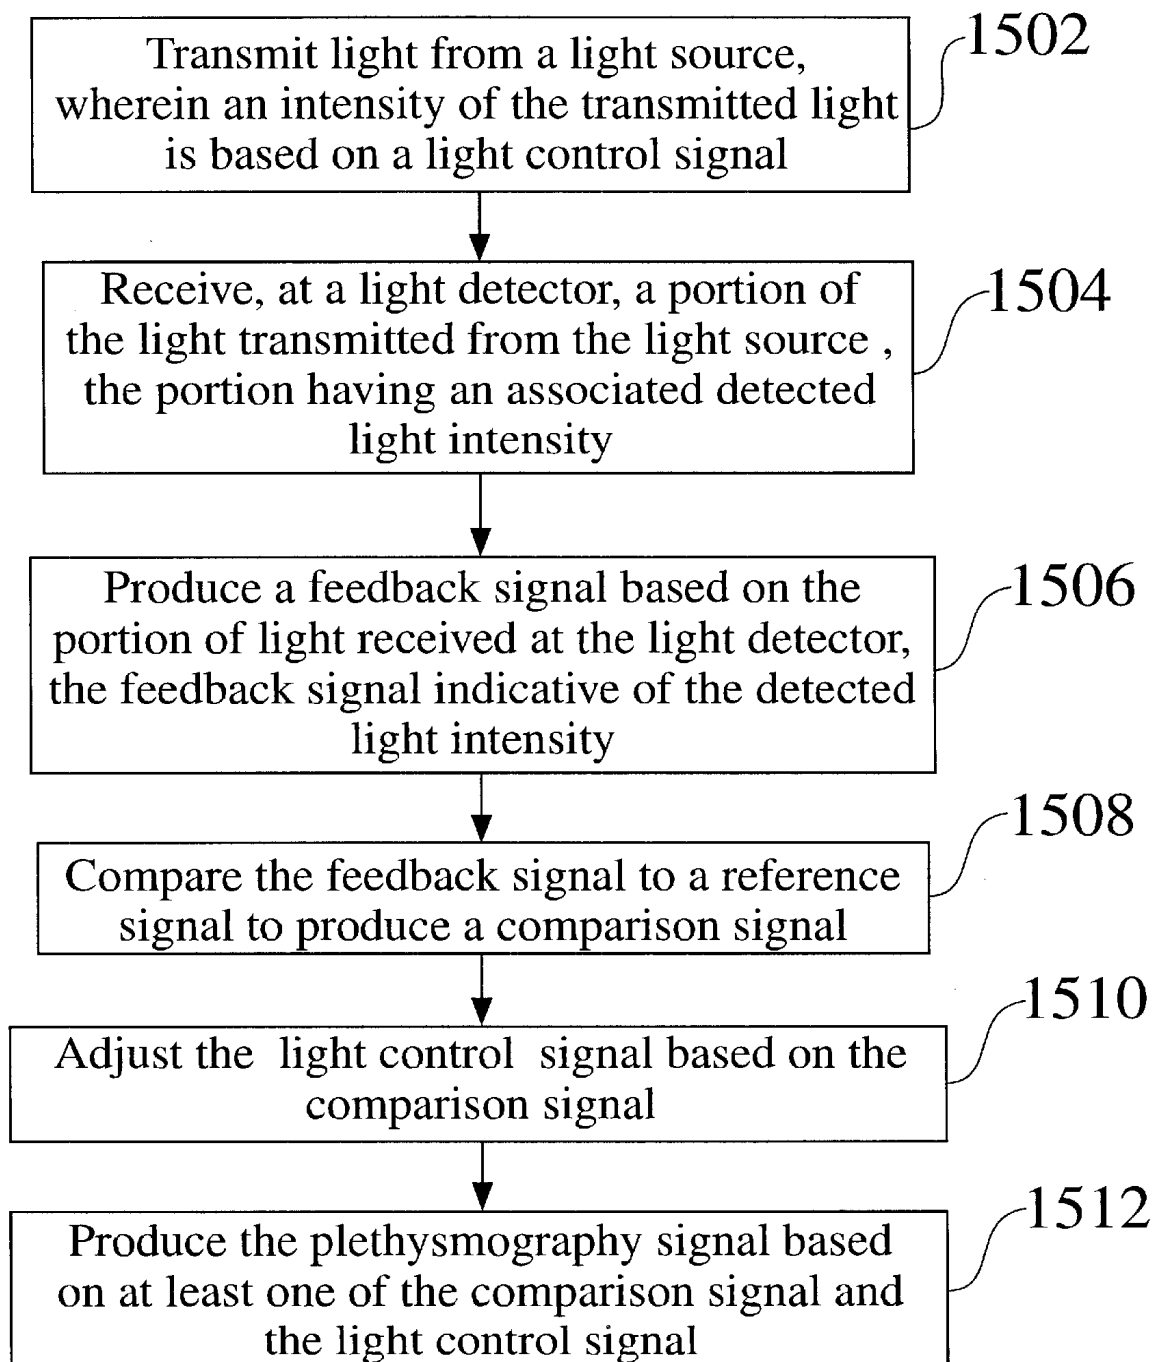 Transmit light from a light source,
wherein an intensity of the transmitted light
is based on a light control signal
1502
Receive, at a light detector, a portion of
the light transmitted from the light source ,
the portion having an associated detected
light intensity
1504
Produce a feedback signal based on the
portion of light received at the light detector,
the feedback signal indicative of the detected
light intensity
1506
Compare the feedback signal to a reference
signal to produce a comparison signal
1508
Adjust the light control signal based on the
comparison signal
1510
Produce the plethysmography signal based
on at least one of the comparison signal and
the light control signal
1512